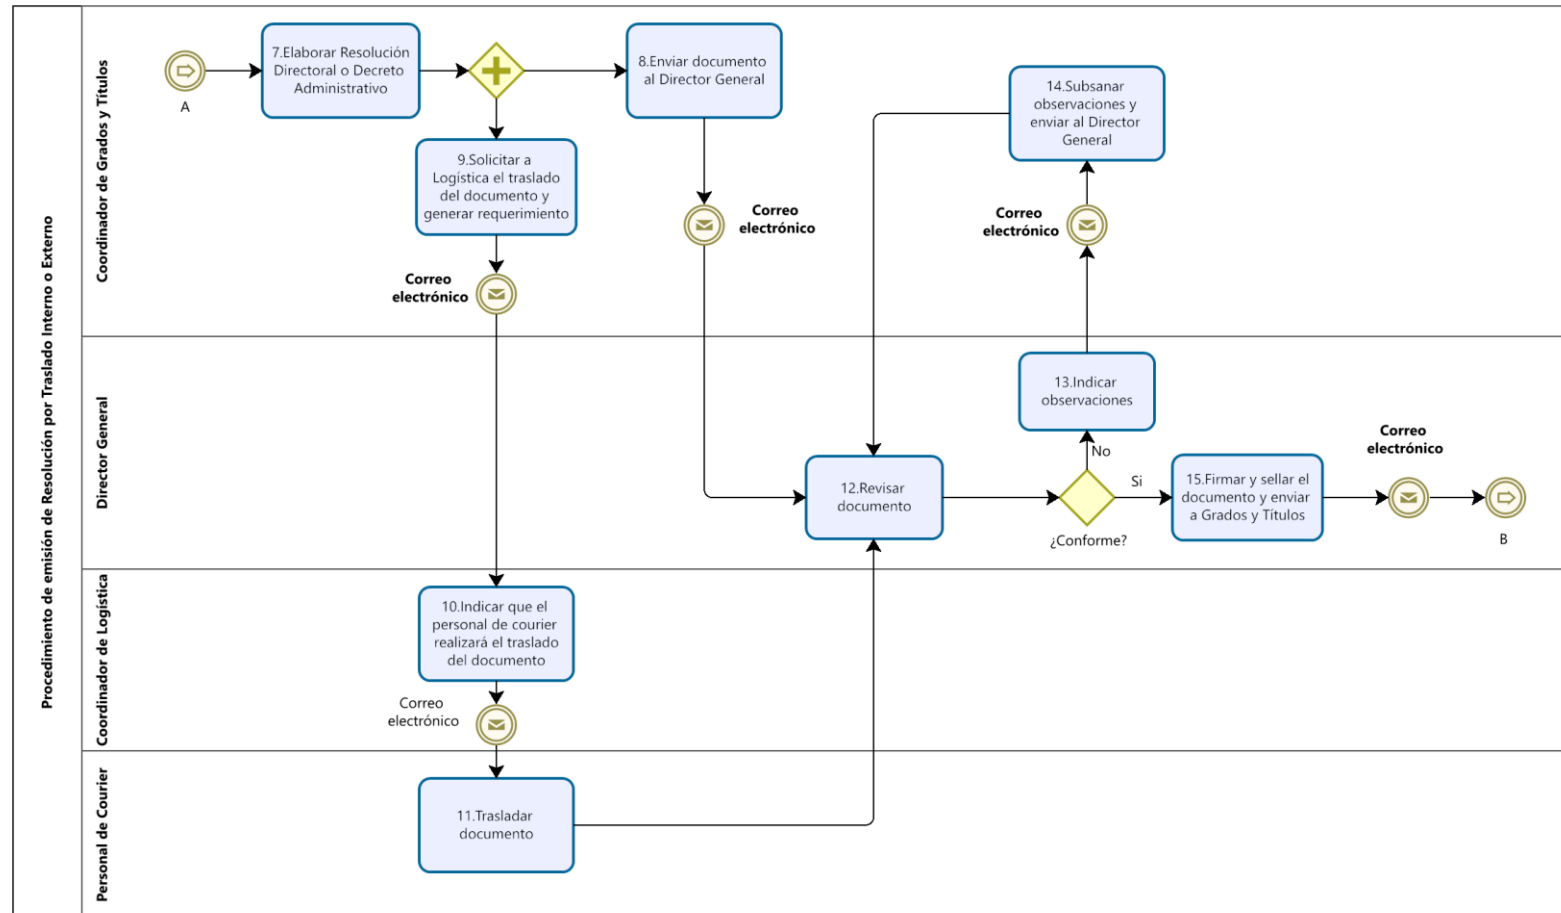 Procedimiento de emisión de Resolución por Traslado Interno o Externo
Coordinador de Grados y Títulos
A
7.Elaborar Resolución
Directoral o Decreto
Administrativo
8.Enviar documento
al Director General
9.Solicitar a
Logística el traslado
del documento y
generar requerimiento
Correo
electrónico
Correo
electrónico
14.Subsanar
observaciones y
enviar al Director
General
Correo
electrónico
Director General
12.Revisar
documento
¿Conforme?
No
Si
13.Indicar
observaciones
15.Firmar y sellar el
documento y enviar
a Grados y Títulos
Correo
electrónico
B
Coordinador de Logística
10.Indicar que el
personal de courier
realizará el traslado
del documento
Correo
electrónico
Personal de Courier
11.Trasladar
documento